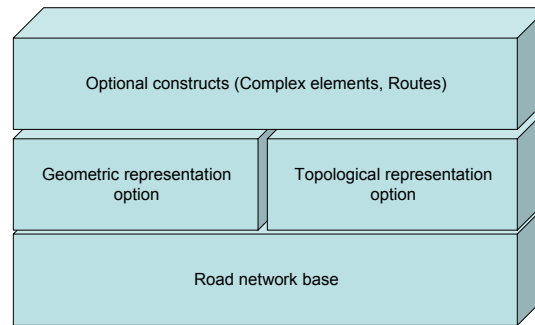 Optional constructs (Complex elements, Routes)
Geometric representation
option
Topological representation
option
Road network base